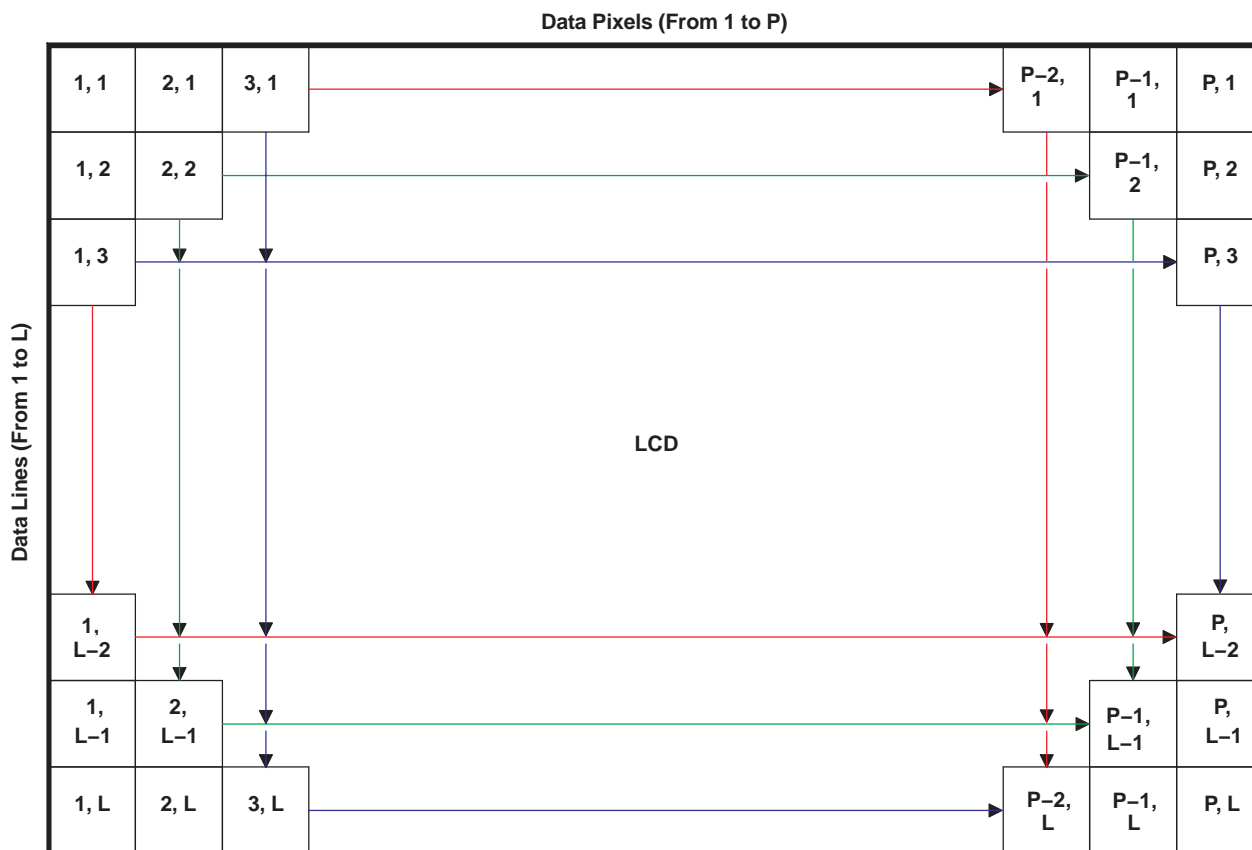 Data Pixels (From 1 to P)
1, 1
2, 1
3, 1
P–2,
1
P–1,
1
P, 1
1, 2
2, 2
P–1,
2
P, 2
1, 3
P, 3
Data Lines (From 1 to L)
LCD
1,
L–2
P,
L–2
1,
L–1
2,
L–1
P–1,
L–1
P,
L–1
1, L
2, L
3, L
P–2,
L
P–1,
L
P, L